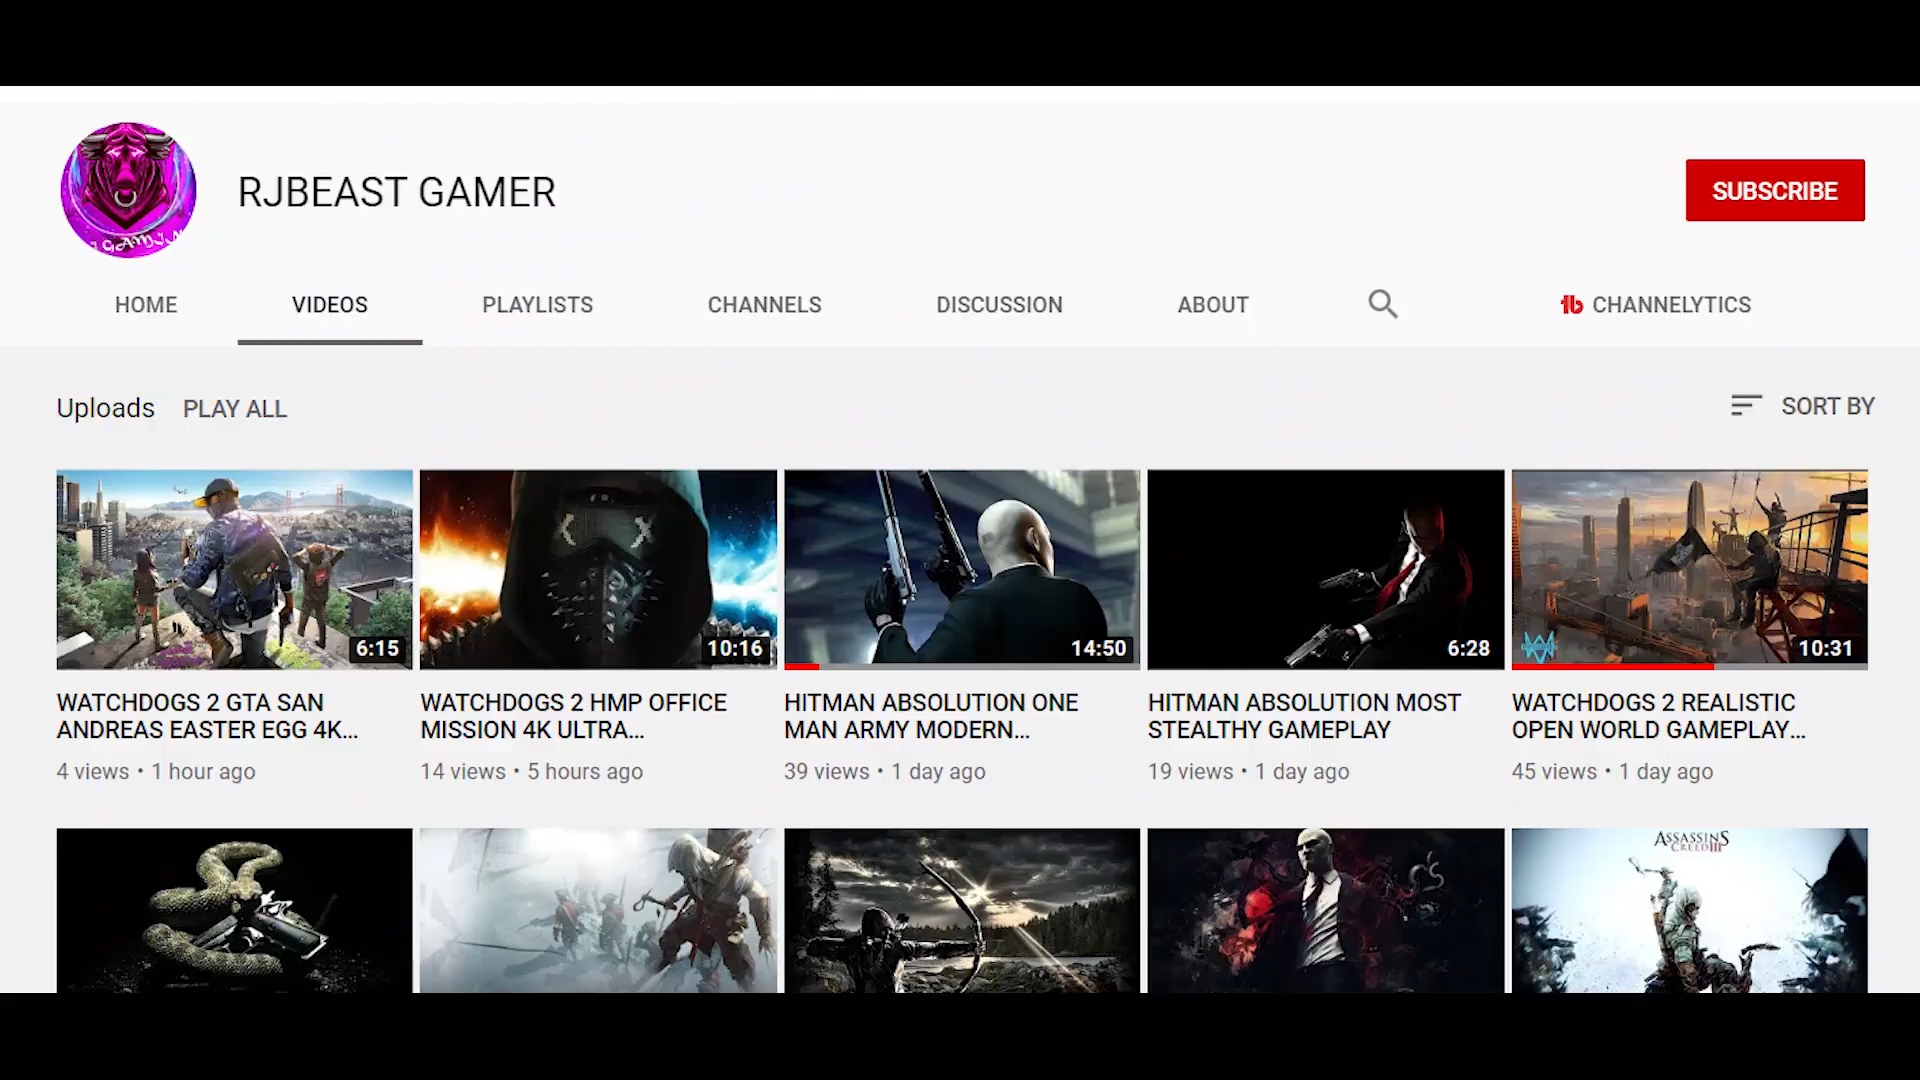 RJBEAST GAMER
SUBSCRIBE
HOME VIDEOS PLAYLISTS CHANNELS DISCUSSION ABOUT CHANNELYTICS
Uploads PLAY ALL SORT BY
6:15 10:16 14:50 6:28 10:31
WATCHDOGS 2 GTA SAN
ANDREAS EASTER EGG 4K...
4 views • 1 hour ago
WATCHDOGS 2 HMP OFFICE
MISSION 4K ULTRA...
14 views • 5 hours ago
HITMAN ABSOLUTION ONE
MAN ARMY MODERN...
39 views • 1 day ago
HITMAN ABSOLUTION MOST
STEALTHY GAMEPLAY
19 views • 1 day ago
WATCHDOGS 2 REALISTIC
OPEN WORLD GAMEPLAY...
45 views • 1 day ago
ASSASSINS
CREED III